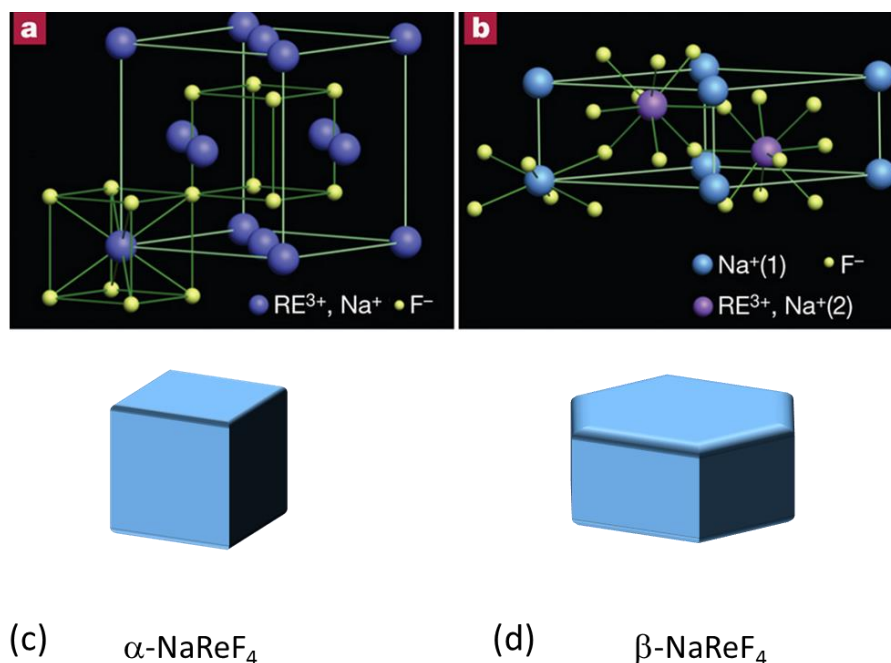 a
b
RE³⁺, Na⁺ F⁻
Na⁺(1) F⁻
RE³⁺, Na⁺(2)
(c) α-NaReF₄ (d) β-NaReF₄